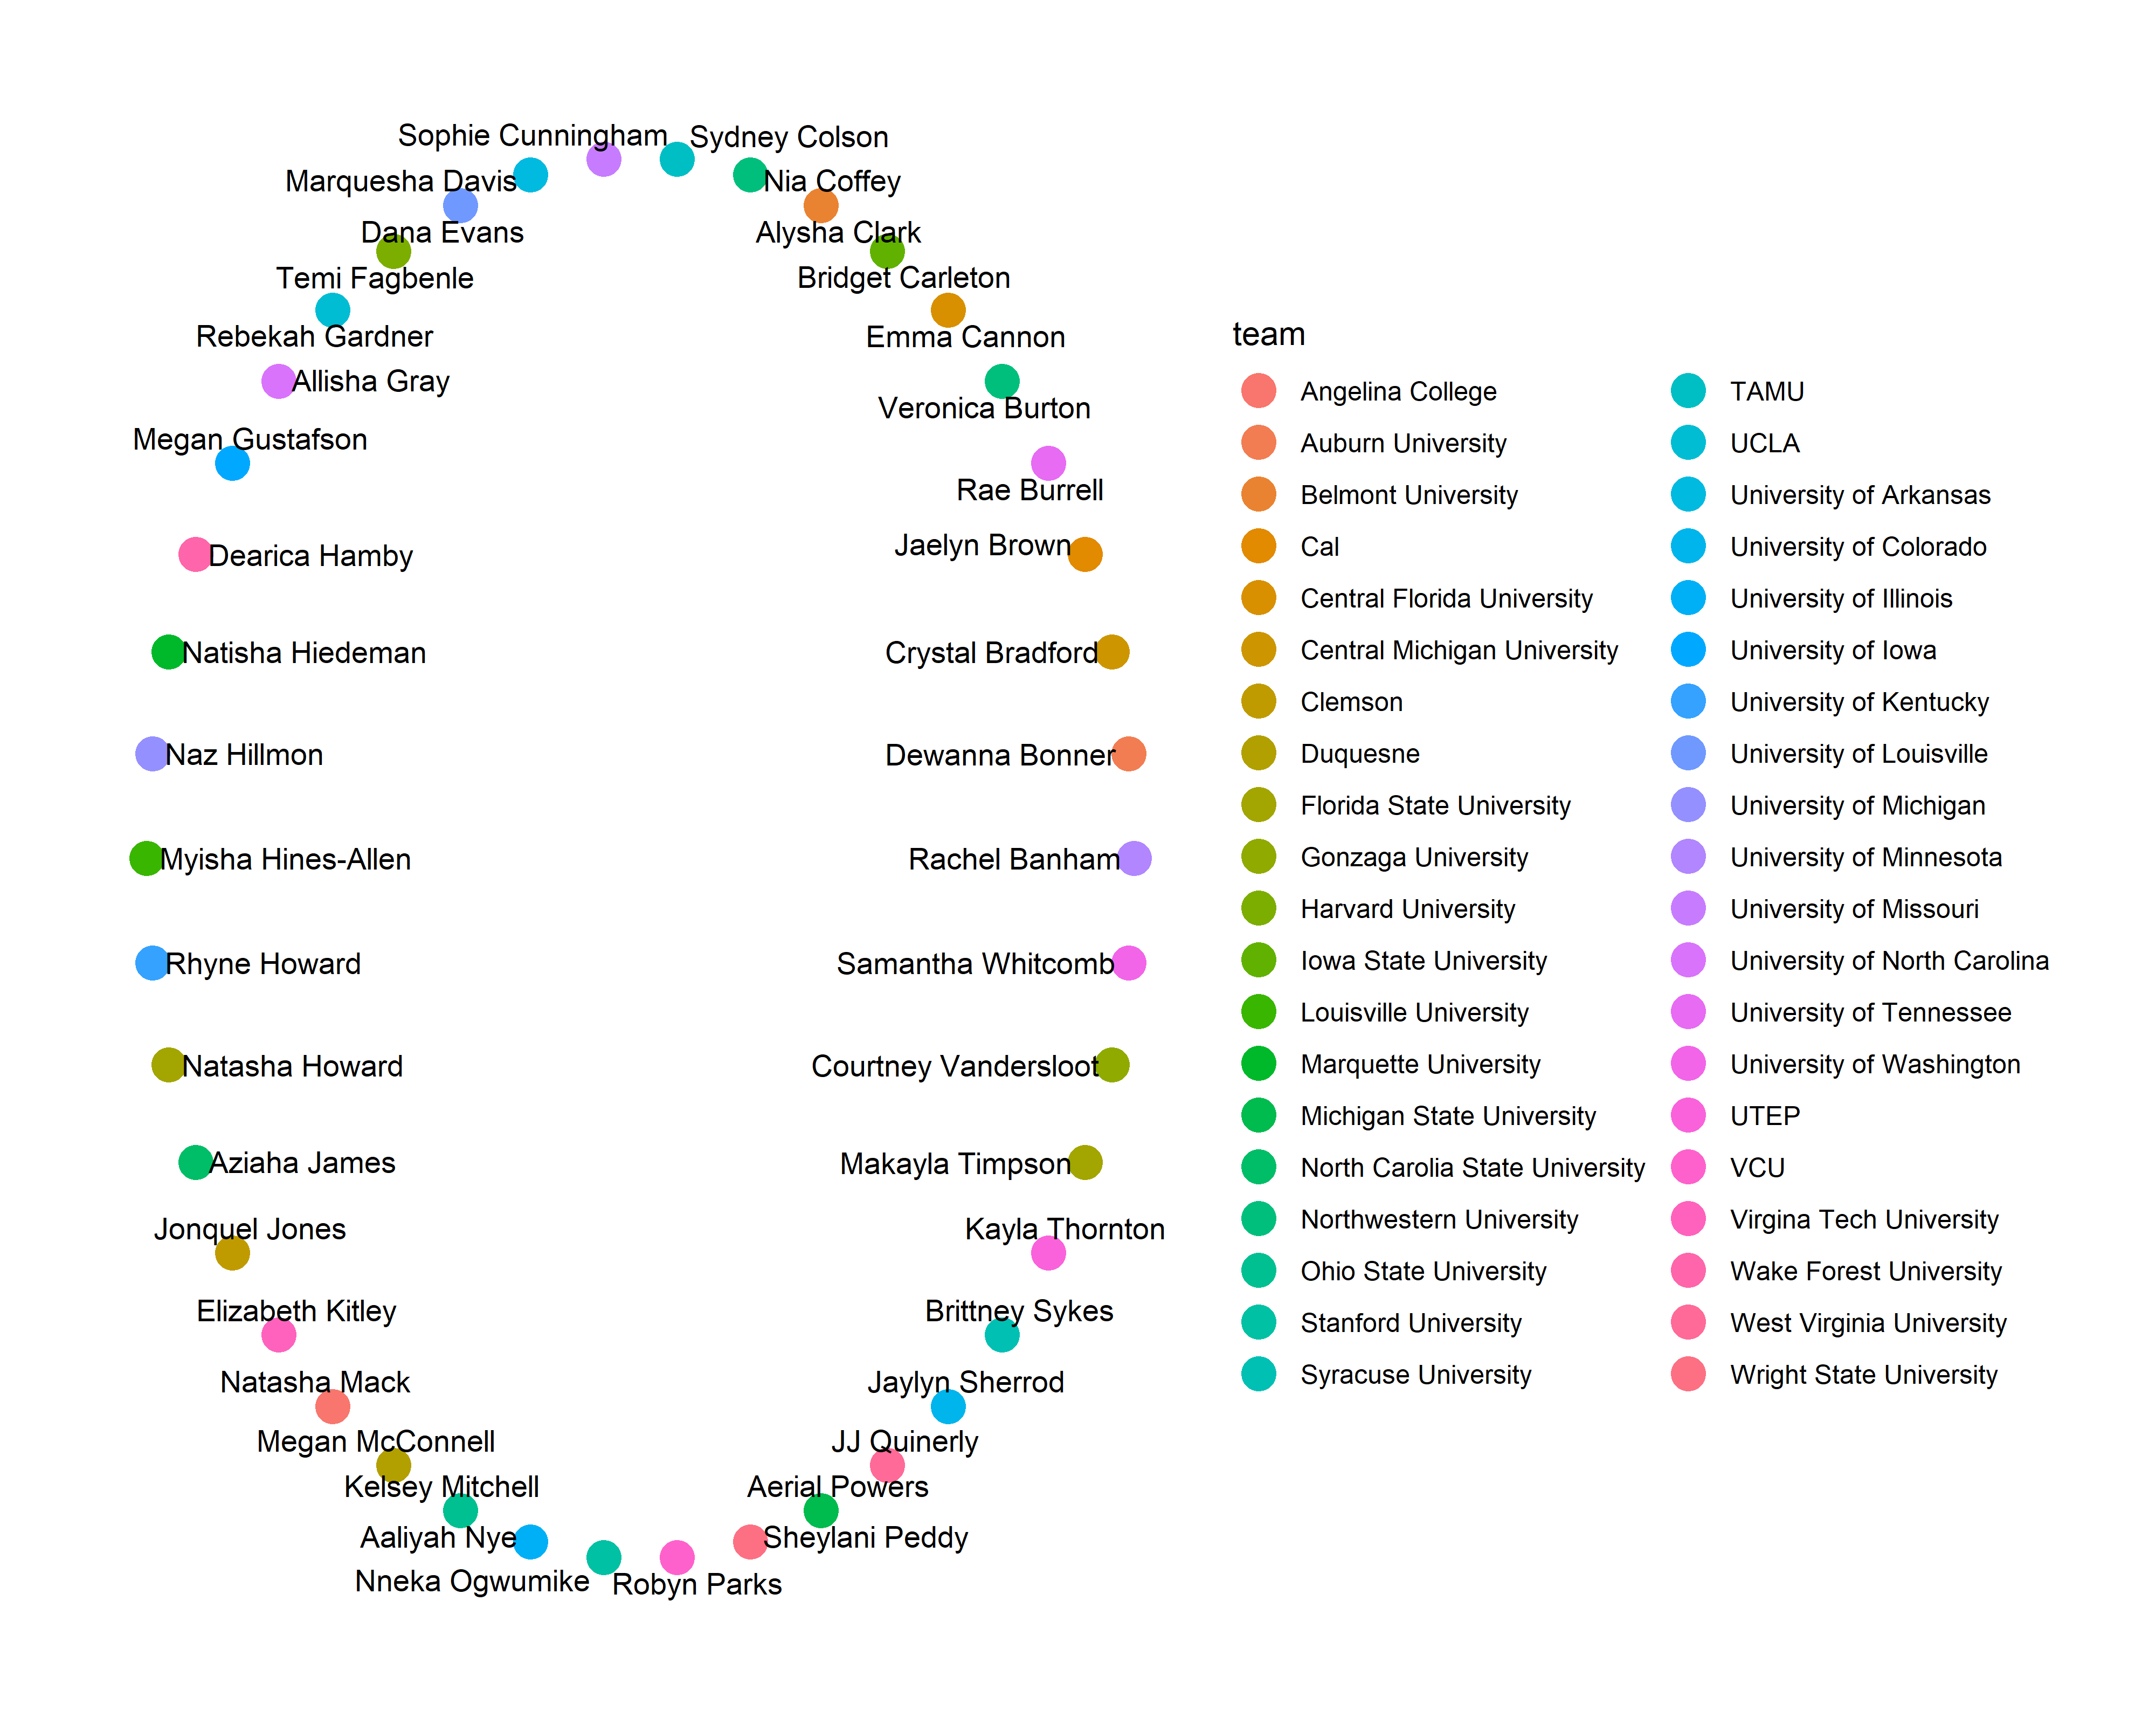 Sophie Cunningham
Sydney Colson
Marquesha Davis
Nia Coffey
Dana Evans
Alysha Clark
Temi Fagbenle
Bridget Carleton
Rebekah Gardner
Emma Cannon
Allisha Gray
Veronica Burton
Megan Gustafson
Rae Burrell
Dearica Hamby
Jaelyn Brown
Natisha Hiedeman
Crystal Bradford
Naz Hillmon
Dewanna Bonner
Myisha Hines-Allen
Rachel Banham
Rhyne Howard
Samantha Whitcomb
Natasha Howard
Courtney Vandersloot
Aziaha James
Makayla Timpson
Jonquel Jones
Kayla Thornton
Elizabeth Kitley
Brittney Sykes
Natasha Mack
Jaylyn Sherrod
Megan McConnell
JJ Quinerly
Kelsey Mitchell
Aerial Powers
Aaliyah Nye
Sheylani Peddy
Nneka Ogwumike
Robyn Parks
team
Angelina College
Auburn University
Belmont University
Cal
Central Florida University
Central Michigan University
Clemson
Duquesne
Florida State University
Gonzaga University
Harvard University
Iowa State University
Louisville University
Marquette University
Michigan State University
North Carolia State University
Northwestern University
Ohio State University
Stanford University
Syracuse University
TAMU
UCLA
University of Arkansas
University of Colorado
University of Illinois
University of Iowa
University of Kentucky
University of Louisville
University of Michigan
University of Minnesota
University of Missouri
University of North Carolina
University of Tennessee
University of Washington
UTEP
VCU
Virgina Tech University
Wake Forest University
West Virginia University
Wright State University